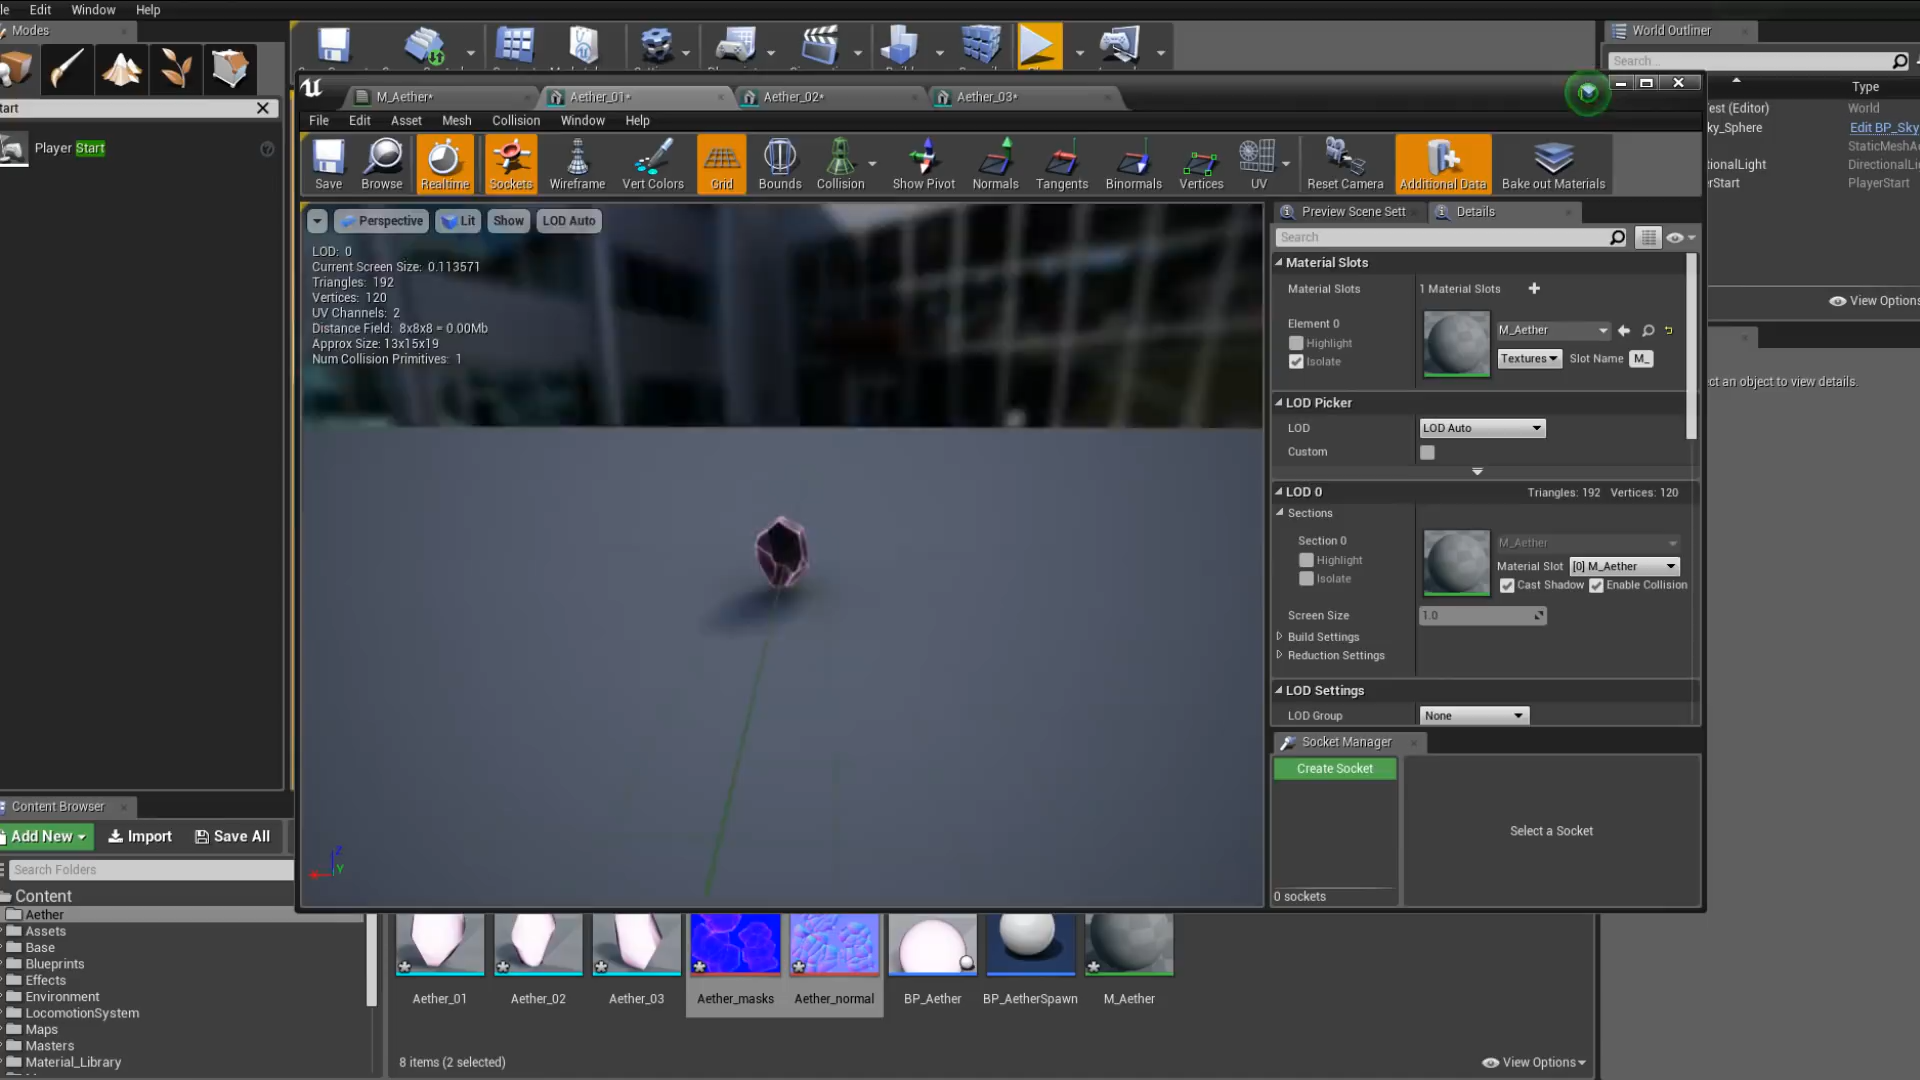 le Edit Window Help
Modes
tart
Player Start
World Outliner
Search...
Type
est (Editor) World
ky_Sphere Edit BP_Sky
StaticMeshA
tionalLight DirectionalLigh
rStart PlayerStart
View Options
ct an object to view details.
M_Aether* Aether_01* Aether_02* Aether_03*
File Edit Asset Mesh Collision Window Help
Save Browse Realtime Sockets Wireframe Vert Colors Grid Bounds Collision Show Pivot Normals Tangents Binormals Vertices UV Reset Camera Additional Data Bake out Materials
Perspective Lit Show LOD Auto
LOD: 0
Current Screen Size: 0.113571
Triangles: 192
Vertices: 120
UV Channels: 2
Distance Field: 8x8x8 = 0.00Mb
Approx Size: 13x15x19
Num Collision Primitives: 1
Z
Y
Preview Scene Sett Details
Search
Material Slots
Material Slots 1 Material Slots
Element 0 M_Aether
Highlight
Isolate Textures Slot Name M_
LOD Picker
LOD LOD Auto
Custom
LOD 0 Triangles: 192 Vertices: 120
Sections
Section 0 M_Aether
Highlight Material Slot [0] M_Aether
Isolate Cast Shadow Enable Collision
Screen Size 1.0
Build Settings
Reduction Settings
LOD Settings
LOD Group None
Socket Manager
Create Socket
Select a Socket
0 sockets
Content Browser
Add New Import Save All
Search Folders
Content
Aether
Assets
Base
Blueprints
Effects
Environment
LocomotionSystem
Maps
Masters
Material_Library
Aether_01 Aether_02 Aether_03 Aether_masks Aether_normal BP_Aether BP_AetherSpawn M_Aether
8 items (2 selected)
View Options